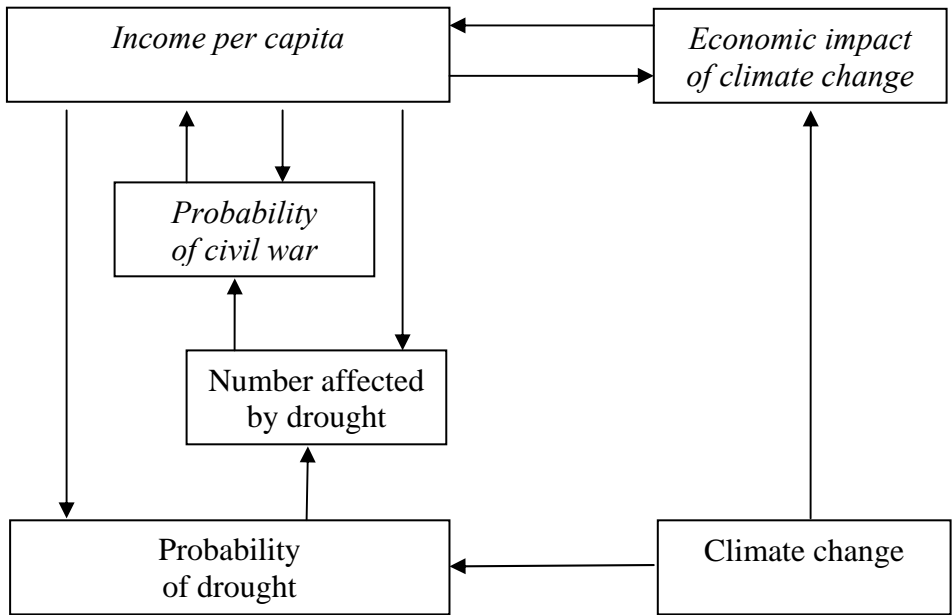 Income per capita
Economic impact
of climate change
Probability
of civil war
Number affected
by drought
Probability
of drought
Climate change